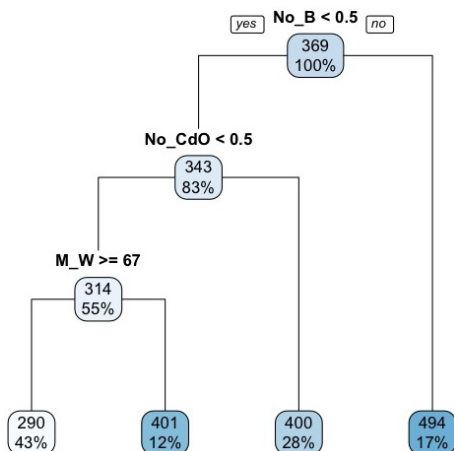 No_B < 0.5
yes
no
369
100%
No_CdO < 0.5
343
83%
M_W >= 67
314
55%
290
43%
401
12%
400
28%
494
17%